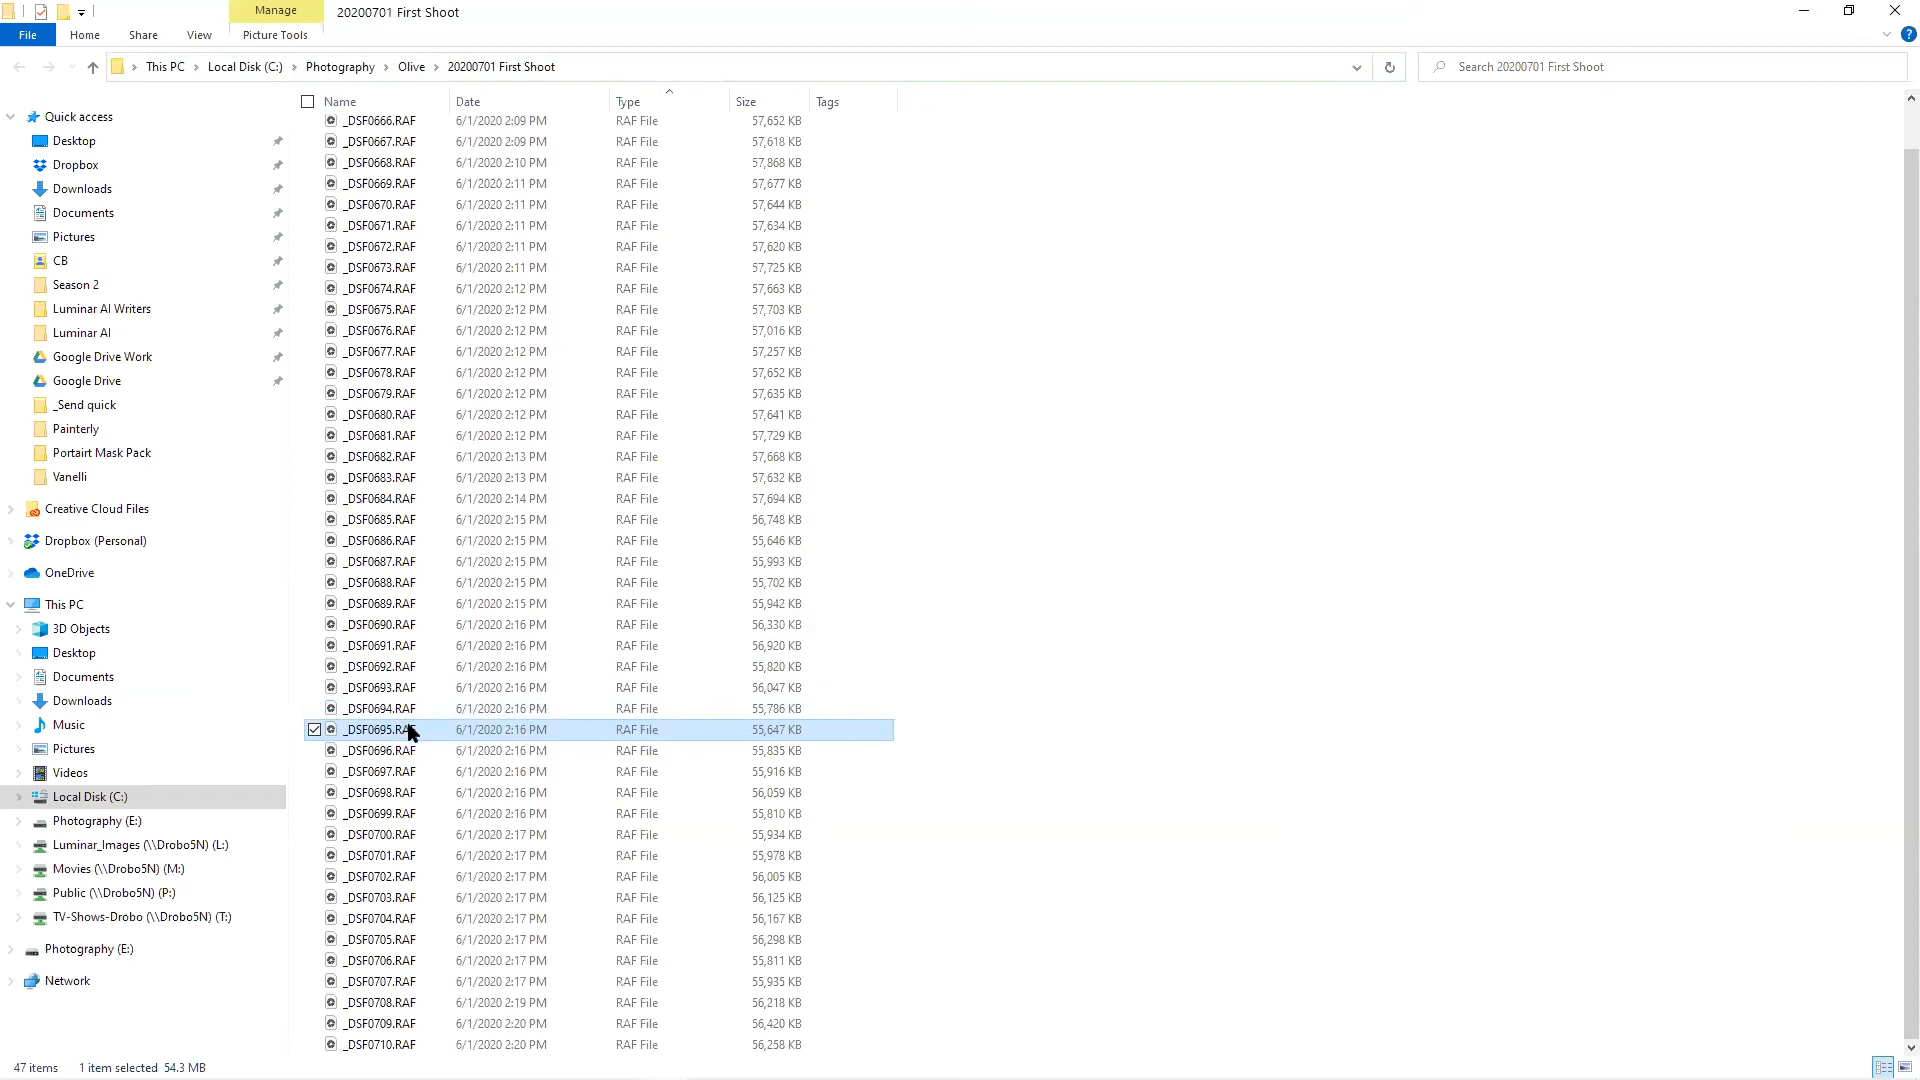 Manage
20200701 First Shoot
File
Home
Share
View
Picture Tools
?
This PC
Local Disk (C:)
Photography
Olive
20200701 First Shoot
Search 20200701 First Shoot
Name
Date
Type
Size
Tags
Quick access
Desktop
Dropbox
Downloads
Documents
Pictures
CB
Season 2
Luminar AI Writers
Luminar AI
Google Drive Work
Google Drive
_Send quick
Painterly
Portairt Mask Pack
Vanelli
Creative Cloud Files
Dropbox (Personal)
OneDrive
This PC
3D Objects
Desktop
Documents
Downloads
Music
Pictures
Videos
Local Disk (C:)
Photography (E:)
Luminar_Images (\\Drobo5N) (L:)
Movies (\\Drobo5N) (M:)
Public (\\Drobo5N) (P:)
TV-Shows-Drobo (\\Drobo5N) (T:)
Photography (E:)
Network
_DSF0666.RAF 6/1/2020 2:09 PM RAF File 57,652 KB
_DSF0667.RAF 6/1/2020 2:09 PM RAF File 57,618 KB
_DSF0668.RAF 6/1/2020 2:10 PM RAF File 57,868 KB
_DSF0669.RAF 6/1/2020 2:11 PM RAF File 57,677 KB
_DSF0670.RAF 6/1/2020 2:11 PM RAF File 57,644 KB
_DSF0671.RAF 6/1/2020 2:11 PM RAF File 57,634 KB
_DSF0672.RAF 6/1/2020 2:11 PM RAF File 57,620 KB
_DSF0673.RAF 6/1/2020 2:11 PM RAF File 57,725 KB
_DSF0674.RAF 6/1/2020 2:12 PM RAF File 57,663 KB
_DSF0675.RAF 6/1/2020 2:12 PM RAF File 57,703 KB
_DSF0676.RAF 6/1/2020 2:12 PM RAF File 57,016 KB
_DSF0677.RAF 6/1/2020 2:12 PM RAF File 57,257 KB
_DSF0678.RAF 6/1/2020 2:12 PM RAF File 57,652 KB
_DSF0679.RAF 6/1/2020 2:12 PM RAF File 57,635 KB
_DSF0680.RAF 6/1/2020 2:12 PM RAF File 57,641 KB
_DSF0681.RAF 6/1/2020 2:12 PM RAF File 57,729 KB
_DSF0682.RAF 6/1/2020 2:13 PM RAF File 57,668 KB
_DSF0683.RAF 6/1/2020 2:13 PM RAF File 57,632 KB
_DSF0684.RAF 6/1/2020 2:14 PM RAF File 57,694 KB
_DSF0685.RAF 6/1/2020 2:15 PM RAF File 56,748 KB
_DSF0686.RAF 6/1/2020 2:15 PM RAF File 55,646 KB
_DSF0687.RAF 6/1/2020 2:15 PM RAF File 55,993 KB
_DSF0688.RAF 6/1/2020 2:15 PM RAF File 55,702 KB
_DSF0689.RAF 6/1/2020 2:15 PM RAF File 55,942 KB
_DSF0690.RAF 6/1/2020 2:16 PM RAF File 56,330 KB
_DSF0691.RAF 6/1/2020 2:16 PM RAF File 56,920 KB
_DSF0692.RAF 6/1/2020 2:16 PM RAF File 55,820 KB
_DSF0693.RAF 6/1/2020 2:16 PM RAF File 56,047 KB
_DSF0694.RAF 6/1/2020 2:16 PM RAF File 55,786 KB
_DSF0695.RAF 6/1/2020 2:16 PM RAF File 55,647 KB
_DSF0696.RAF 6/1/2020 2:16 PM RAF File 55,835 KB
_DSF0697.RAF 6/1/2020 2:16 PM RAF File 55,916 KB
_DSF0698.RAF 6/1/2020 2:16 PM RAF File 56,059 KB
_DSF0699.RAF 6/1/2020 2:16 PM RAF File 55,810 KB
_DSF0700.RAF 6/1/2020 2:17 PM RAF File 55,934 KB
_DSF0701.RAF 6/1/2020 2:17 PM RAF File 55,978 KB
_DSF0702.RAF 6/1/2020 2:17 PM RAF File 56,005 KB
_DSF0703.RAF 6/1/2020 2:17 PM RAF File 56,125 KB
_DSF0704.RAF 6/1/2020 2:17 PM RAF File 56,167 KB
_DSF0705.RAF 6/1/2020 2:17 PM RAF File 56,298 KB
_DSF0706.RAF 6/1/2020 2:17 PM RAF File 55,811 KB
_DSF0707.RAF 6/1/2020 2:17 PM RAF File 55,935 KB
_DSF0708.RAF 6/1/2020 2:19 PM RAF File 56,218 KB
_DSF0709.RAF 6/1/2020 2:20 PM RAF File 56,420 KB
_DSF0710.RAF 6/1/2020 2:20 PM RAF File 56,258 KB
47 items 1 item selected 54.3 MB